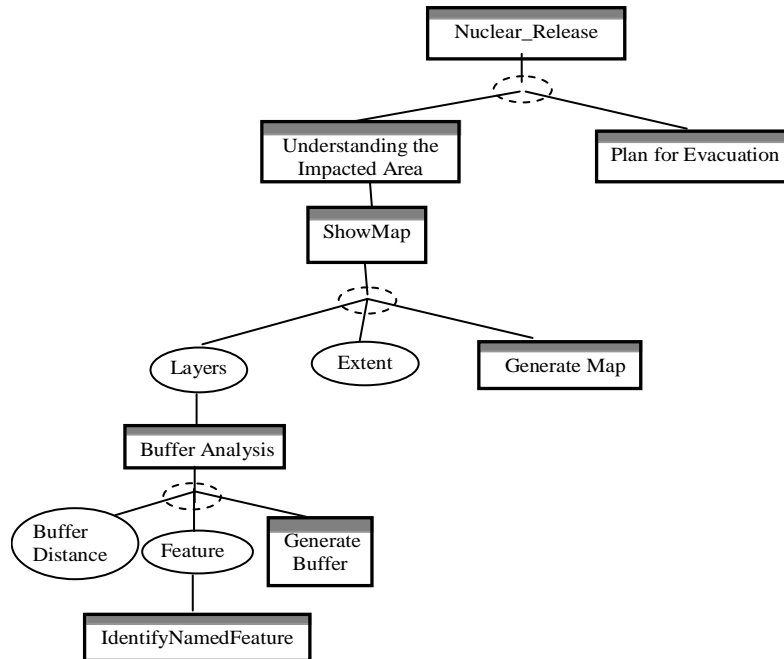 Nuclear_Release
Understanding the
Impacted Area
Plan for Evacuation
ShowMap
Layers
Extent
Generate Map
Buffer Analysis
Buffer
Distance
Feature
Generate
Buffer
IdentifyNamedFeature